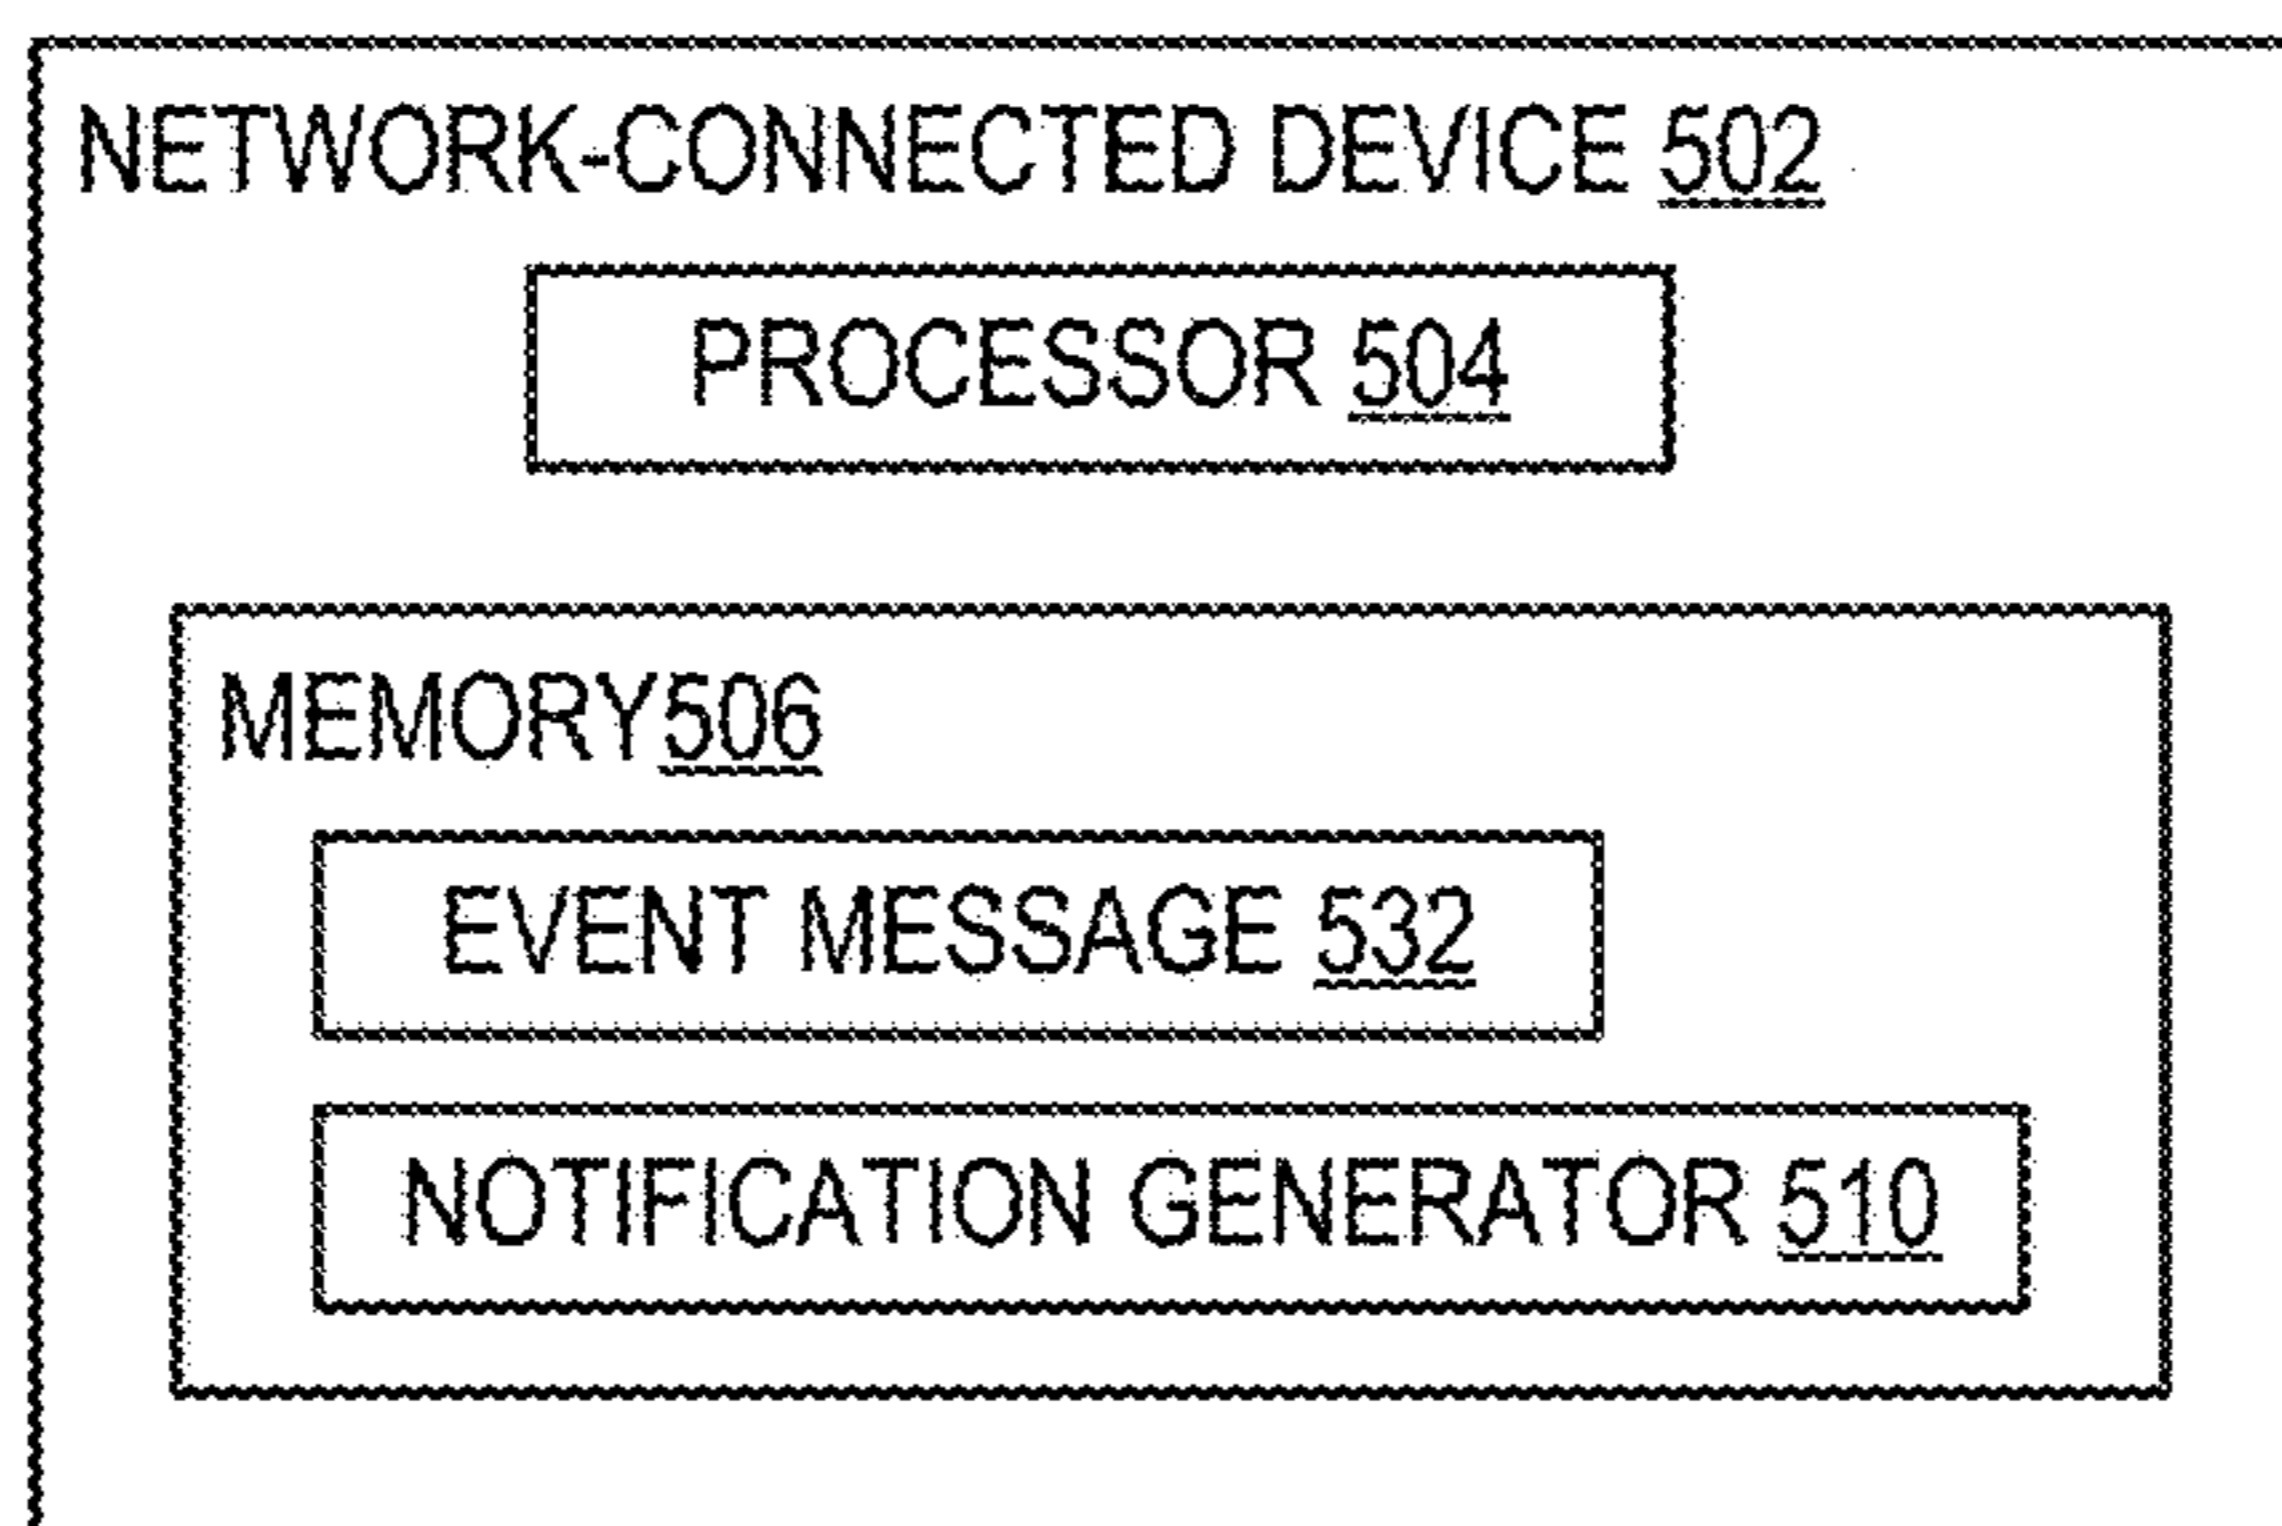 NETWORK-CONNECTED DEVICE 502
PROCESSOR 504
MEMORY506
EVENT MESSAGE 532
NOTIFICATION GENERATOR 510